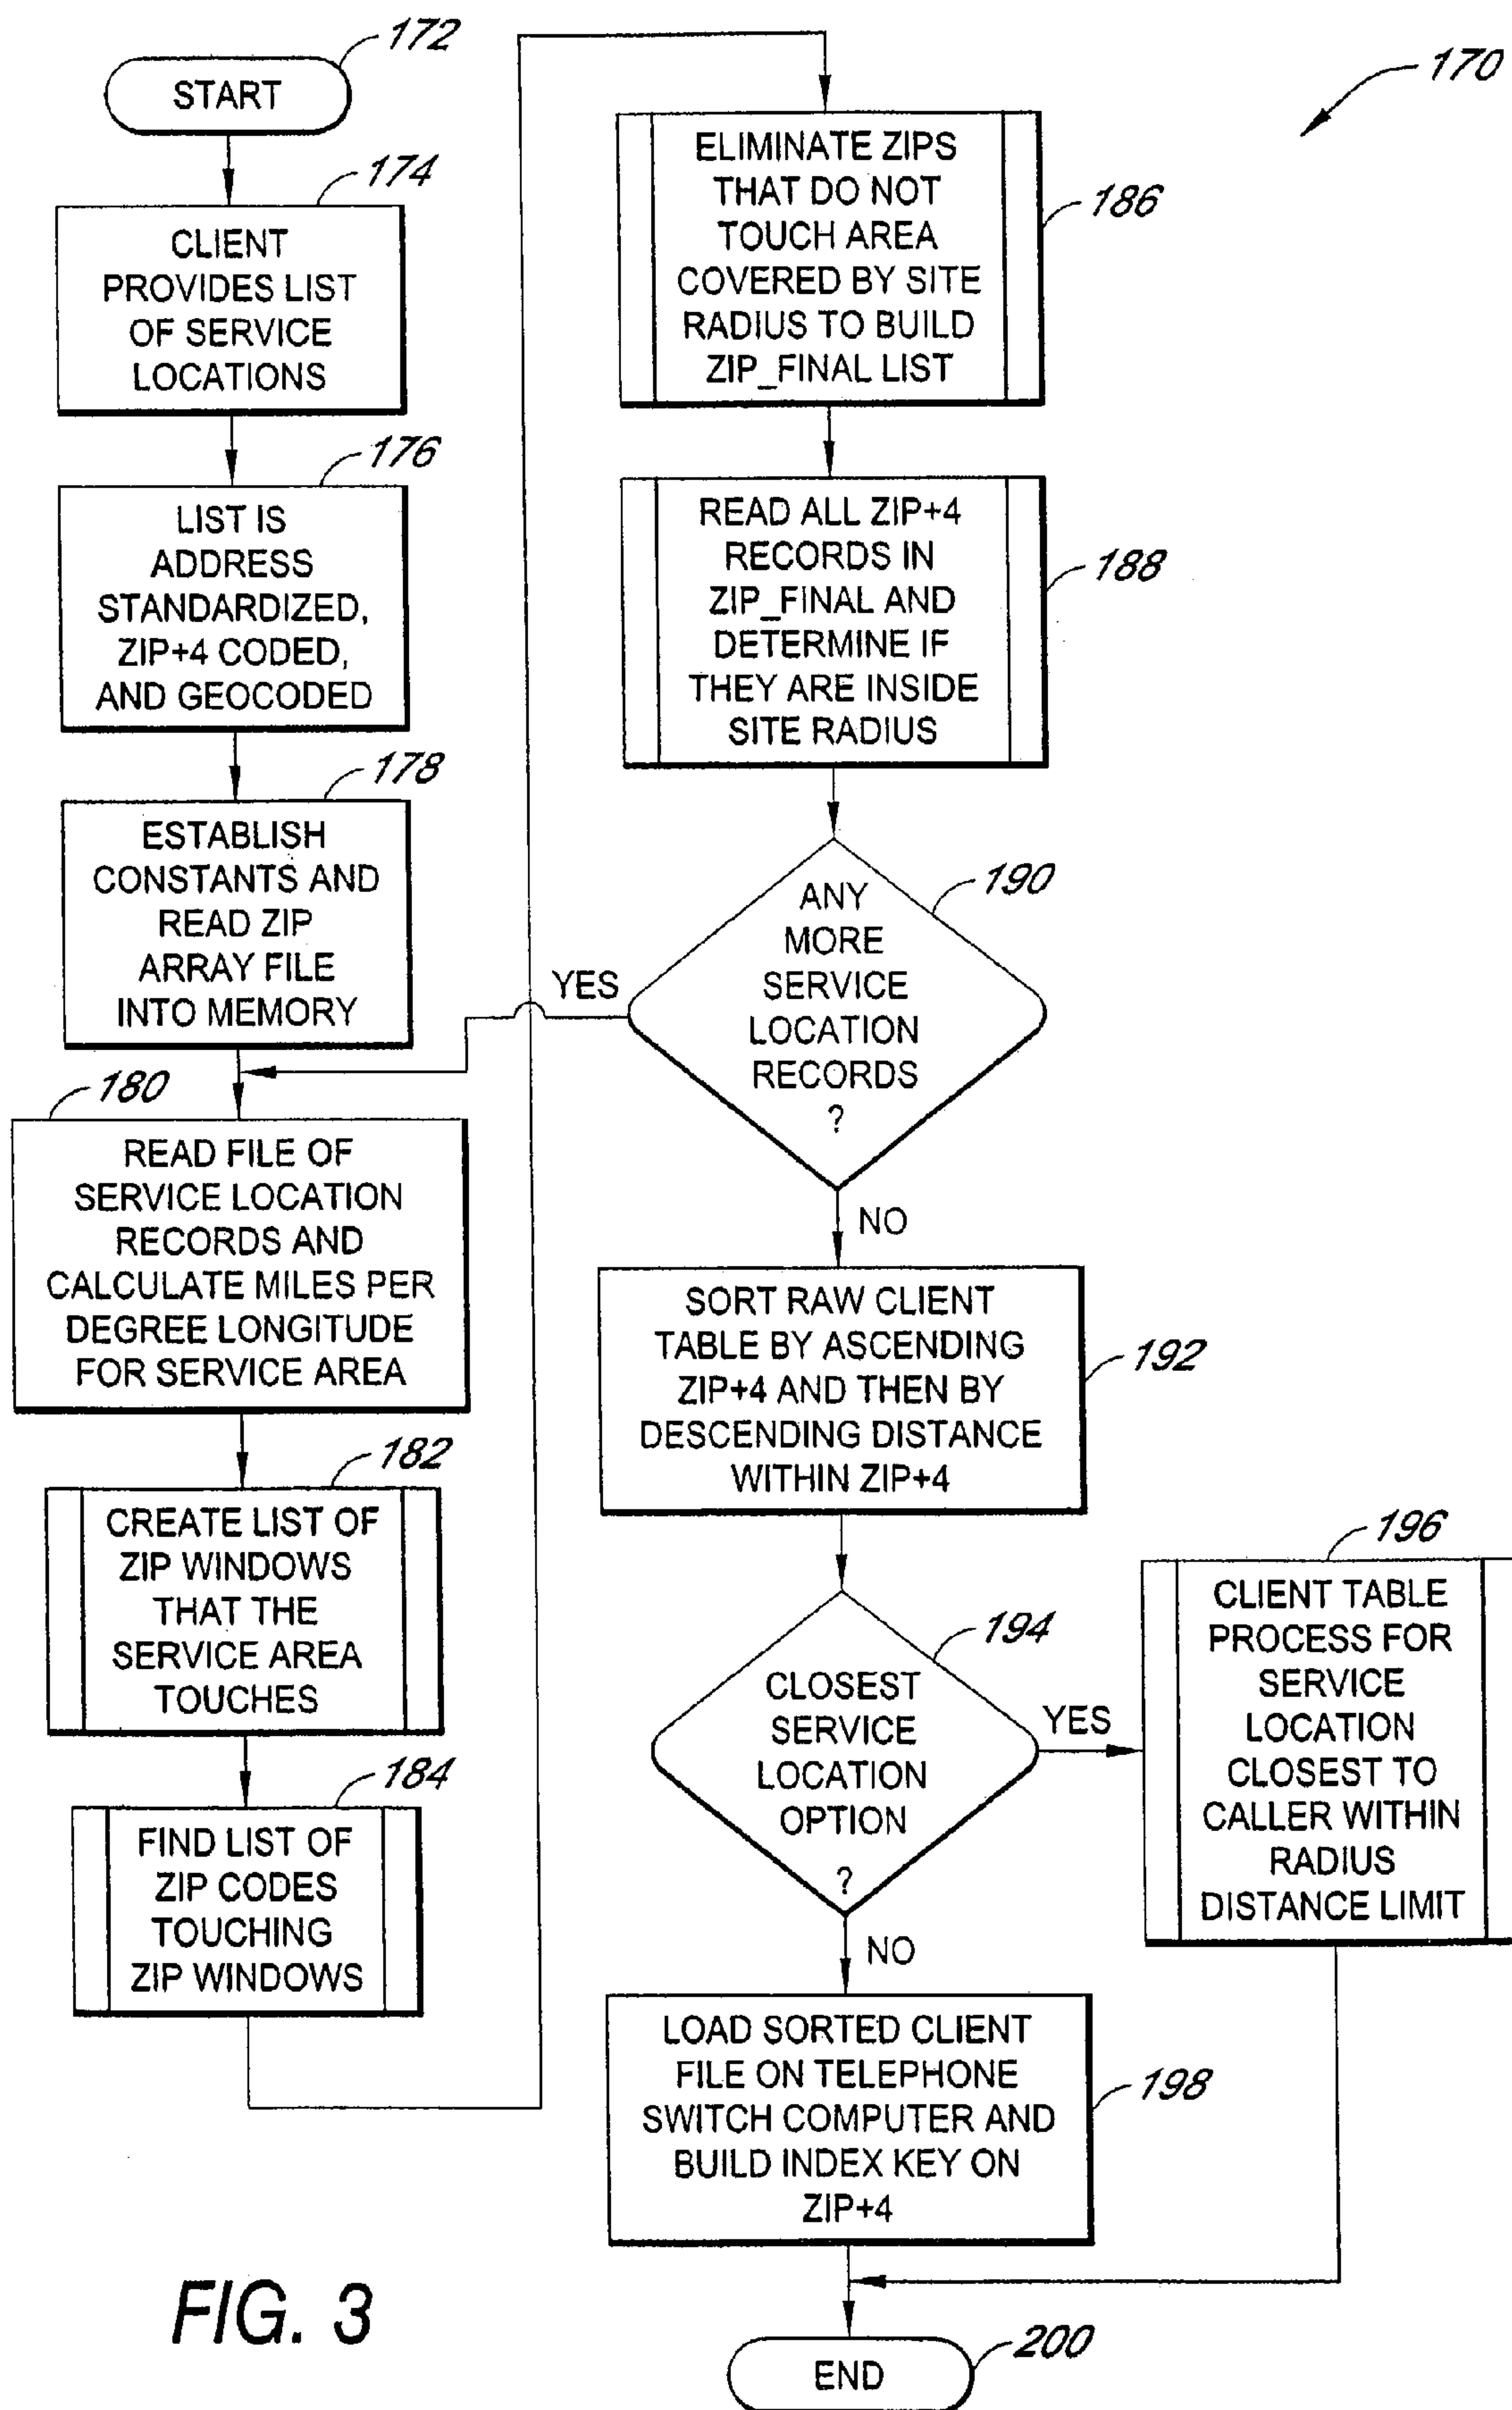 172
START
170
174
CLIENT
PROVIDES LIST
OF SERVICE
LOCATIONS
176
LIST IS
ADDRESS
STANDARDIZED,
ZIP+4 CODED,
AND GEOCODED
178
ESTABLISH
CONSTANTS AND
READ ZIP
ARRAY FILE
INTO MEMORY
180
READ FILE OF
SERVICE LOCATION
RECORDS AND
CALCULATE MILES PER
DEGREE LONGITUDE
FOR SERVICE AREA
182
CREATE LIST OF
ZIP WINDOWS
THAT THE
SERVICE AREA
TOUCHES
184
FIND LIST OF
ZIP CODES
TOUCHING
ZIP WINDOWS
ELIMINATE ZIPS
THAT DO NOT
TOUCH AREA
COVERED BY SITE
RADIUS TO BUILD
ZIP_FINAL LIST
186
READ ALL ZIP+4
RECORDS IN
ZIP_FINAL AND
DETERMINE IF
THEY ARE INSIDE
SITE RADIUS
188
ANY
MORE
SERVICE
LOCATION
RECORDS
?
190
YES
NO
SORT RAW CLIENT
TABLE BY ASCENDING
ZIP+4 AND THEN BY
DESCENDING DISTANCE
WITHIN ZIP+4
192
CLOSEST
SERVICE
LOCATION
OPTION
?
194
YES
NO
196
CLIENT TABLE
PROCESS FOR
SERVICE
LOCATION
CLOSEST TO
CALLER WITHIN
RADIUS
DISTANCE LIMIT
LOAD SORTED CLIENT
FILE ON TELEPHONE
SWITCH COMPUTER AND
BUILD INDEX KEY ON
ZIP+4
198
END
200
FIG. 3